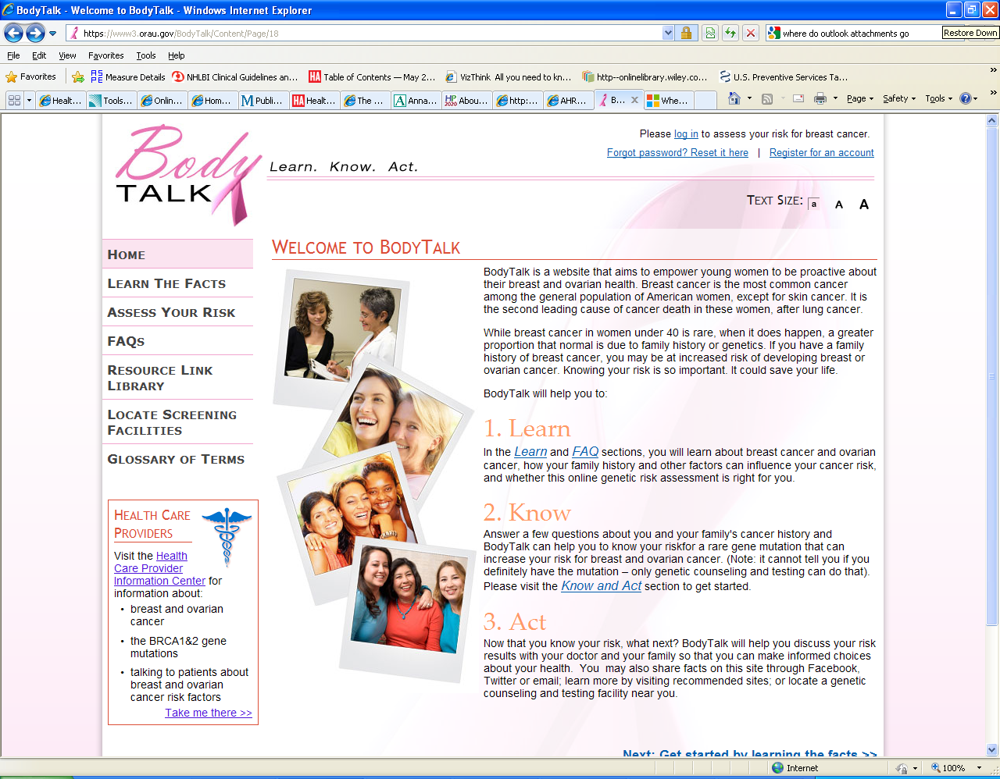 BodyTalk - Welcome to BodyTalk - Windows Internet Explorer
https://www3.orau.gov/BodyTalk/Content/Page/18
where do outlook attachments go
Restore Down
File Edit View Favorites Tools Help
Favorites
Measure Details
NHLBI Clinical Guidelines an...
Table of Contents — May 2...
VizThink All you need to kn...
http--onlinelibrary.wiley.co...
U.S. Preventive Services Ta...
Healt... Tools... Onlin... Hom... Publi... Healt... The ... Anna... Abou... http:... AHR... B... Whe...
Page Safety Tools
Body
TALK
Learn. Know. Act.
Please log in to assess your risk for breast cancer.
Forgot password? Reset it here | Register for an account
Text Size: a A A
Home
Learn The Facts
Assess Your Risk
FAQs
Resource Link
Library
Locate Screening
Facilities
Glossary of Terms
Health Care
Providers
Visit the Health
Care Provider
Information Center for
information about:
• breast and ovarian
cancer
• the BRCA1&2 gene
mutations
• talking to patients about
breast and ovarian
cancer risk factors
Take me there >>
Welcome to BodyTalk
BodyTalk is a website that aims to empower young women to be proactive about
their breast and ovarian health. Breast cancer is the most common cancer
among the general population of American women, except for skin cancer. It is
the second leading cause of cancer death in these women, after lung cancer.
While breast cancer in women under 40 is rare, when it does happen, a greater
proportion that normal is due to family history or genetics. If you have a family
history of breast cancer, you may be at increased risk of developing breast or
ovarian cancer. Knowing your risk is so important. It could save your life.
BodyTalk will help you to:
1. Learn
In the Learn and FAQ sections, you will learn about breast cancer and ovarian
cancer, how your family history and other factors can influence your cancer risk,
and whether this online genetic risk assessment is right for you.
2. Know
Answer a few questions about you and your family's cancer history and
BodyTalk can help you to know your riskfor a rare gene mutation that can
increase your risk for breast and ovarian cancer. (Note: it cannot tell you if you
definitely have the mutation – only genetic counseling and testing can do that).
Please visit the Know and Act section to get started.
3. Act
Now that you know your risk, what next? BodyTalk will help you discuss your risk
results with your doctor and your family so that you can make informed choices
about your health. You may also share facts on this site through Facebook,
Twitter or email; learn more by visiting recommended sites; or locate a genetic
counseling and testing facility near you.
Next: Get started by learning the facts >>
Internet
100%